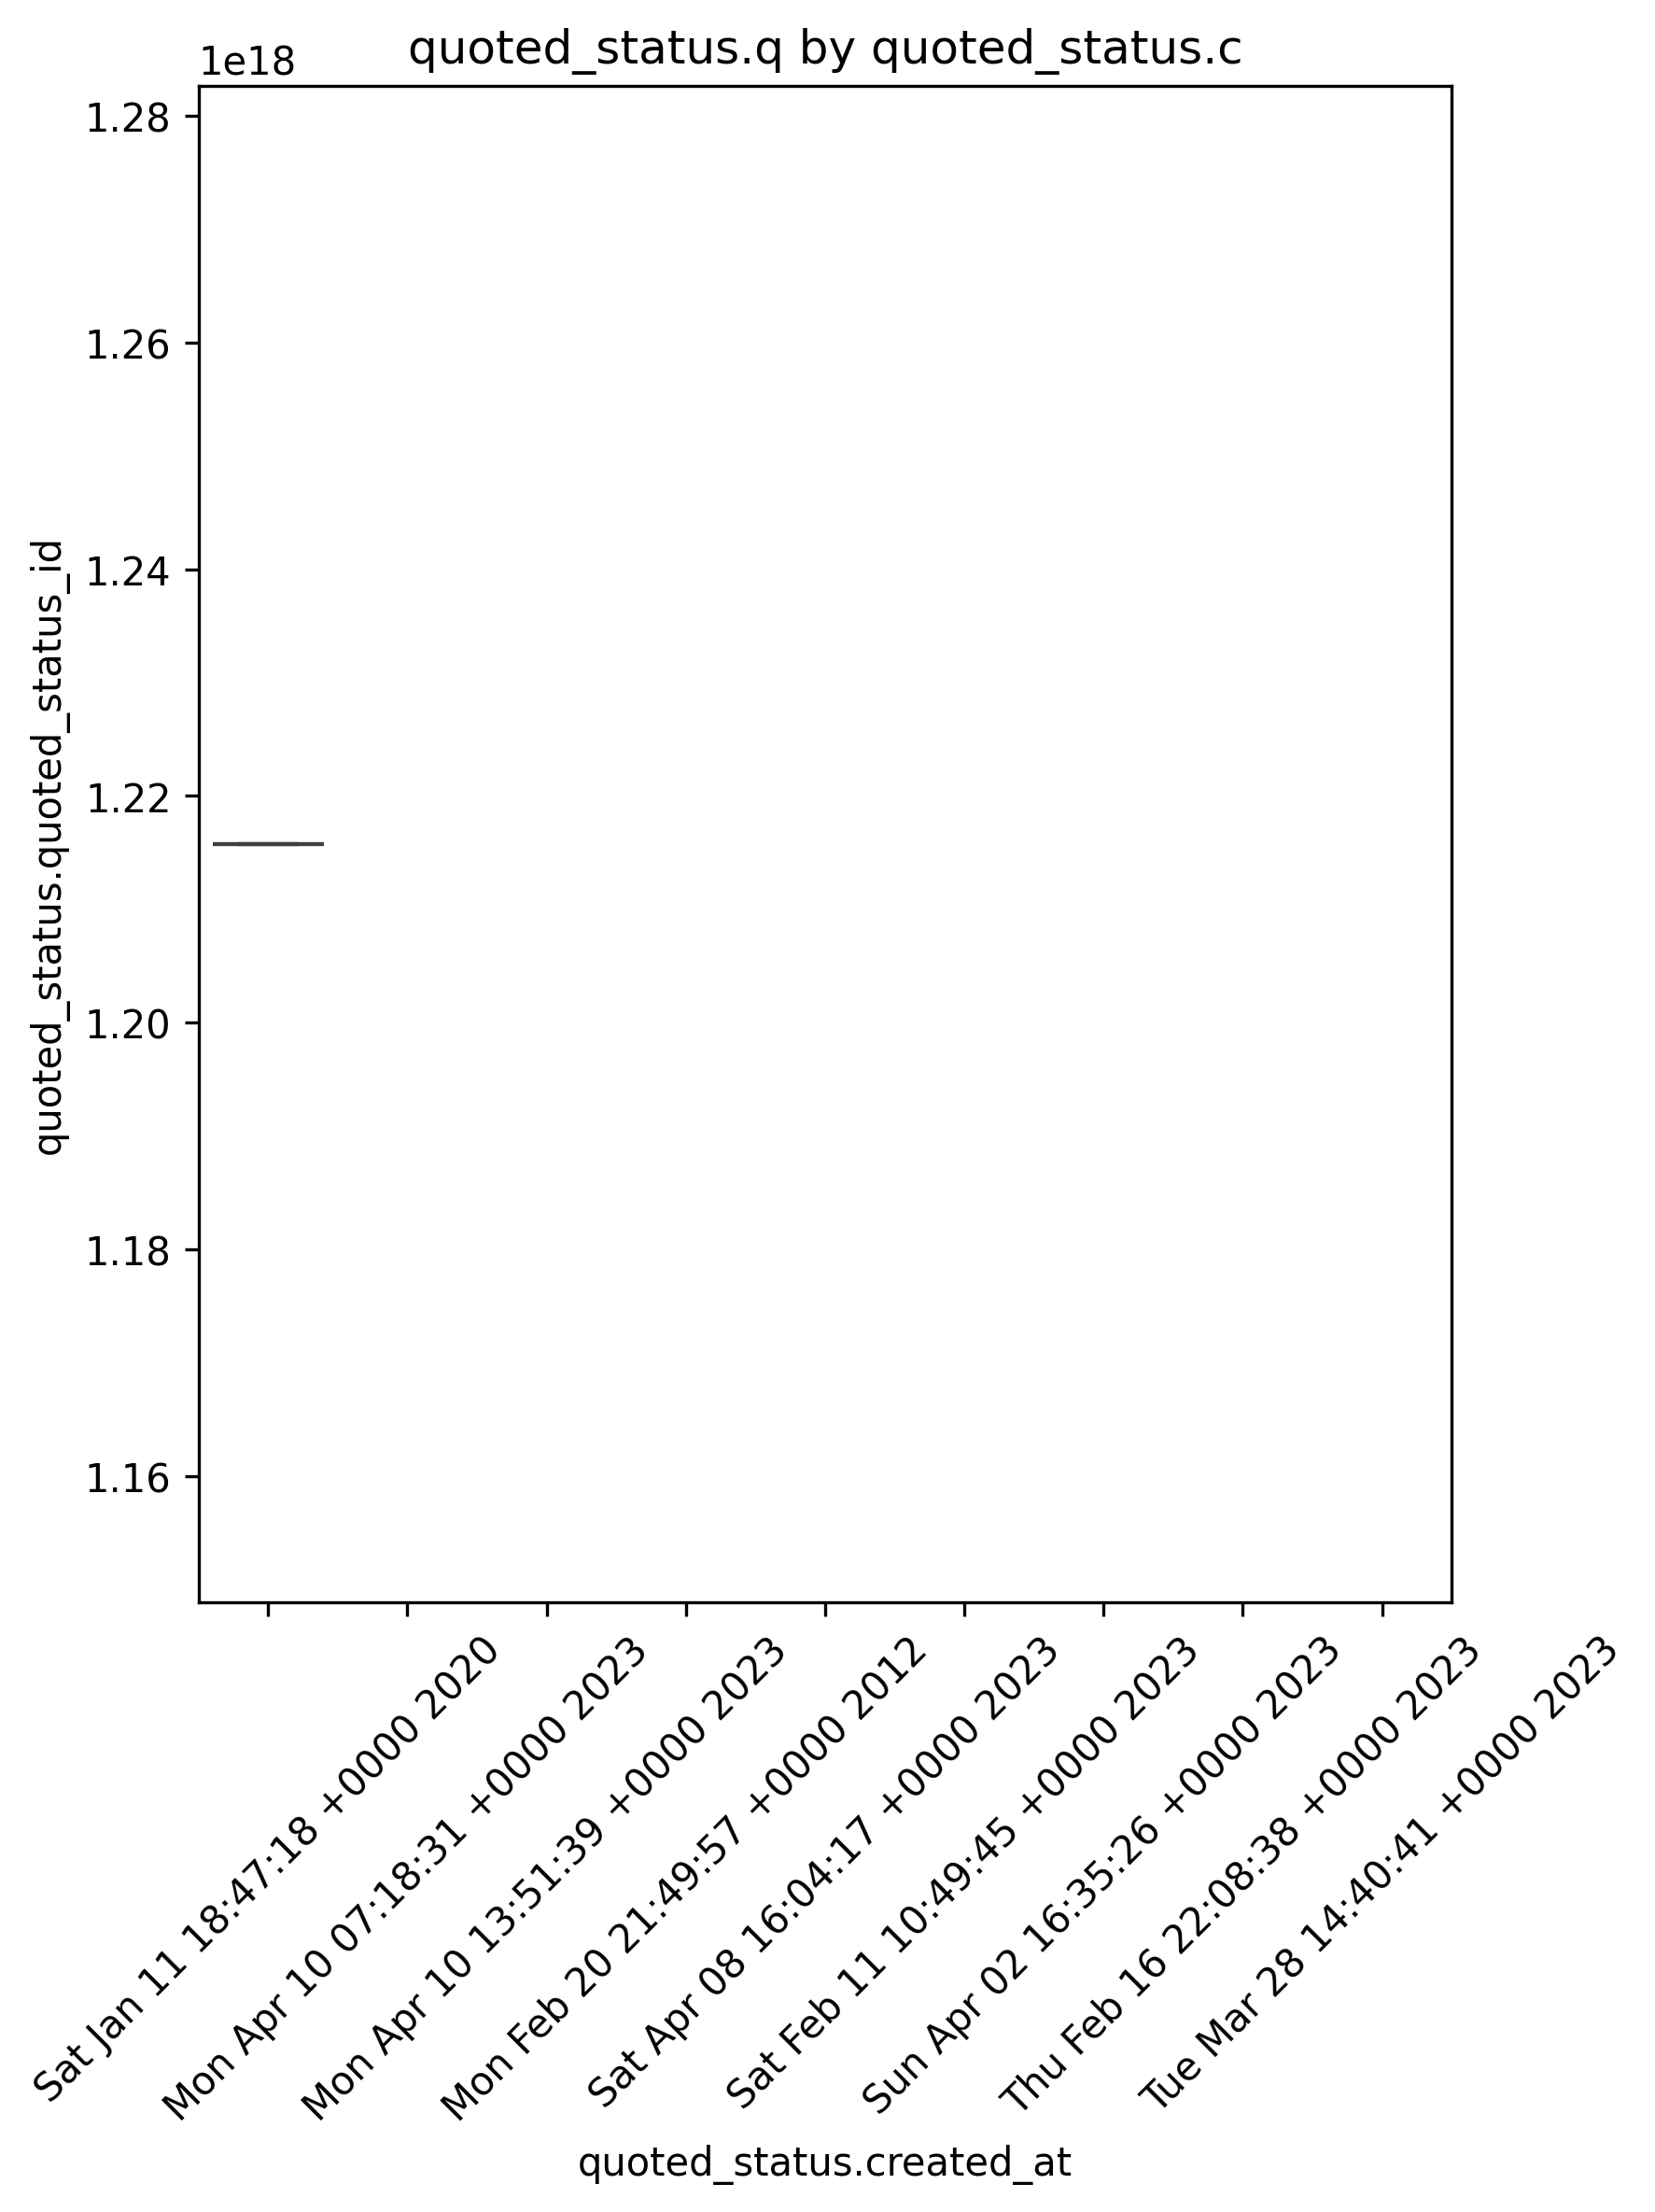 quoted_status.q by quoted_status.c
1e18
1.28
1.26
1.24
1.22
1.20
1.18
1.16
quoted_status.quoted_status_id
Sat Jan 11 18:47:18 +0000 2020
Mon Apr 10 07:18:31 +0000 2023
Mon Apr 10 13:51:39 +0000 2023
Mon Feb 20 21:49:57 +0000 2012
Sat Apr 08 16:04:17 +0000 2023
Sat Feb 11 10:49:45 +0000 2023
Sun Apr 02 16:35:26 +0000 2023
Thu Feb 16 22:08:38 +0000 2023
Tue Mar 28 14:40:41 +0000 2023
quoted_status.created_at